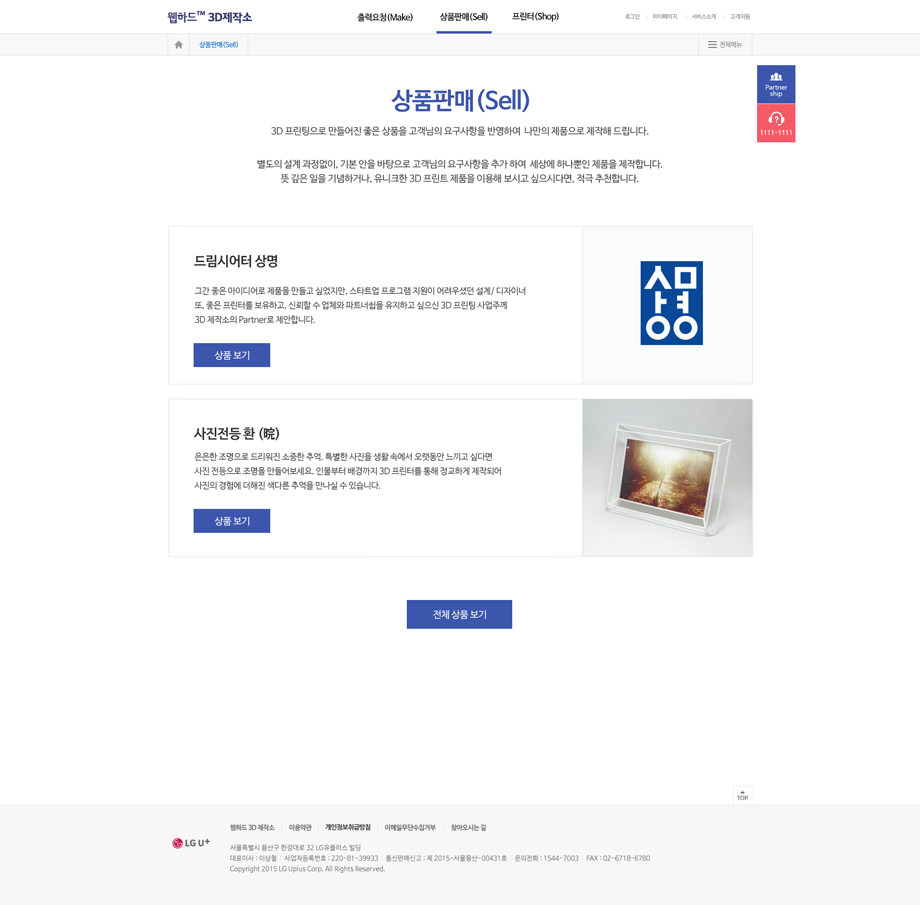 웹하드™ 3D제작소
출력요청(Make)
상품판매(Sell)
프린터(Shop)
로그인
마이페이지
서비스소개
고객지원
상품판매(Sell)
전체메뉴
Partner
ship
1111-1111
상품판매(Sell)
3D 프린팅으로 만들어진 좋은 상품을 고객님의 요구사항을 반영하여 나만의 제품으로 제작해 드립니다.
별도의 설계 과정없이, 기본 안을 바탕으로 고객님의 요구사항을 추가 하여 세상에 하나뿐인 제품을 제작합니다.
뜻 깊은 일을 기념하거나, 유니크한 3D 프린트 제품을 이용해 보시고 싶으시다면, 적극 추천합니다.
드림시어터 상명
그간 좋은 아이디어로 제품을 만들고 싶었지만, 스타트업 프로그램 지원이 어려우셨던 설계/ 디자이너
또, 좋은 프린터를 보유하고, 신뢰할 수 업체와 파트너쉽을 유지하고 싶으신 3D 프린팅 사업주께
3D 제작소의 Partner로 제안합니다.
상품 보기
상명
사진전등 환 (晥)
은은한 조명으로 드리워진 소중한 추억. 특별한 사진을 생활 속에서 오랫동안 느끼고 싶다면
사진 전등으로 조명을 만들어보세요. 인물부터 배경까지 3D 프린터를 통해 정교하게 제작되어
사진의 경험에 더해진 색다른 추억을 만나실 수 있습니다.
상품 보기
전체 상품 보기
TOP
웹하드 3D 제작소
이용약관
개인정보취급방침
이메일무단수집거부
찾아오시는 길
LG U+
서울특별시 용산구 한강대로 32 LG유플러스 빌딩
대표이사 : 이상철 사업자등록번호 : 220-81-39933 통신판매신고 : 제 2015-서울용산-00431호 문의전화 : 1544-7003 FAX : 02-6718-6780
Copyright 2015 LG Uplus Corp. All Rights Reserved.